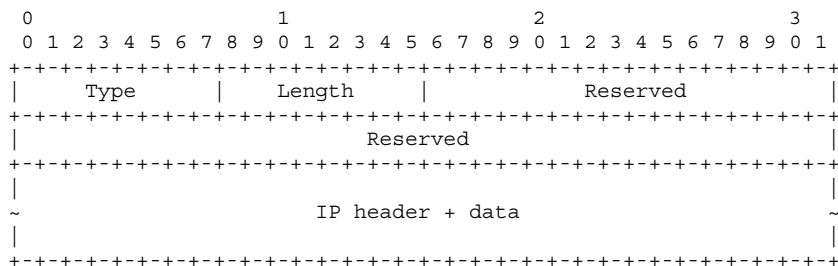 0                   1                   2                   3
 0 1 2 3 4 5 6 7 8 9 0 1 2 3 4 5 6 7 8 9 0 1 2 3 4 5 6 7 8 9 0 1
+-+-+-+-+-+-+-+-+-+-+-+-+-+-+-+-+-+-+-+-+-+-+-+-+-+-+-+-+-+-+-+
|     Type      |    Length     |           Reserved           |
+-+-+-+-+-+-+-+-+-+-+-+-+-+-+-+-+-+-+-+-+-+-+-+-+-+-+-+-+-+-+-+
|                          Reserved                            |
+-+-+-+-+-+-+-+-+-+-+-+-+-+-+-+-+-+-+-+-+-+-+-+-+-+-+-+-+-+-+-+
|                                                              |
~                        IP header + data                      ~
|                                                              |
+-+-+-+-+-+-+-+-+-+-+-+-+-+-+-+-+-+-+-+-+-+-+-+-+-+-+-+-+-+-+-+